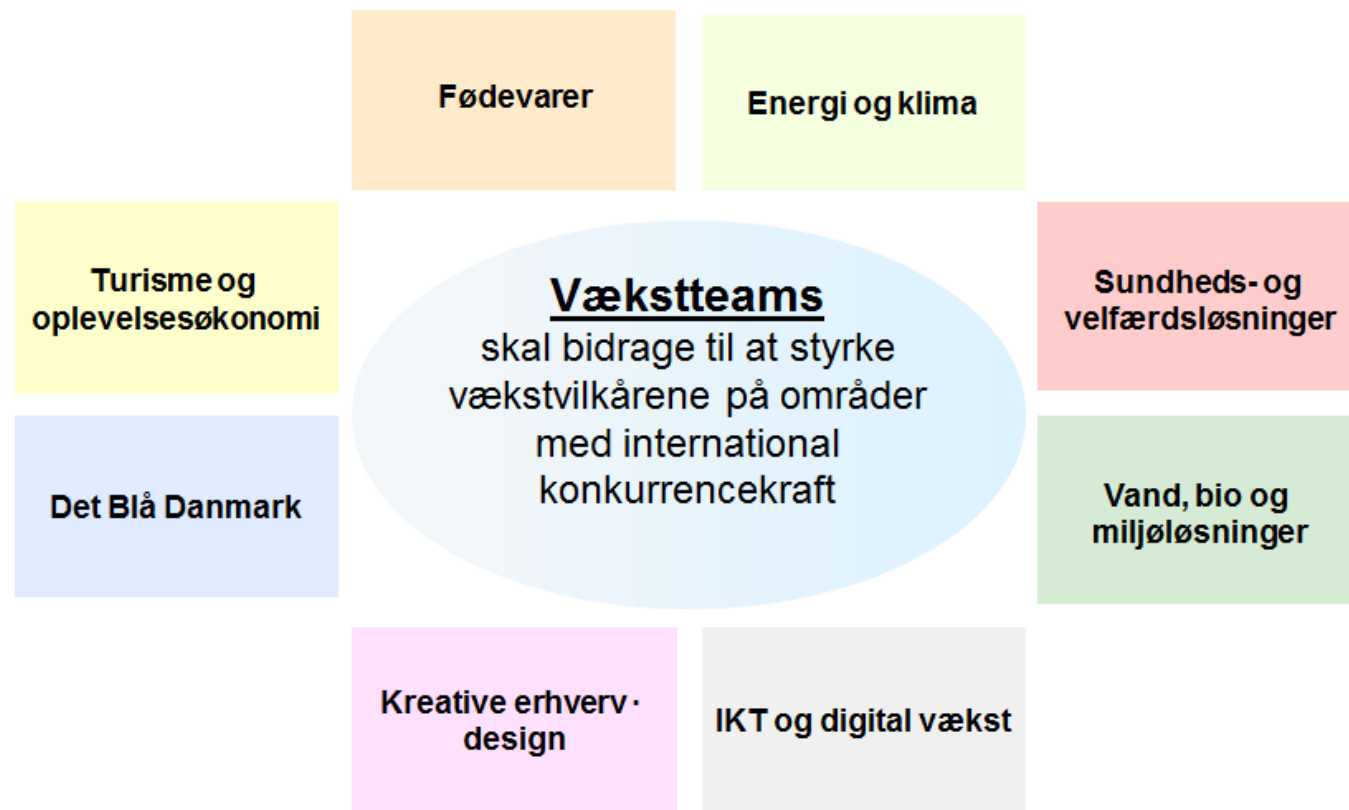 Fødevarer
Energi og klima
Turisme og
oplevelsesøkonomi
Vækstteams
skal bidrage til at styrke
vækstvilkårene på områder
med international
konkurrencekraft
Sundheds- og
velfærdsløsninger
Det Blå Danmark
Vand, bio og
miljøløsninger
Kreative erhverv ·
design
IKT og digital vækst